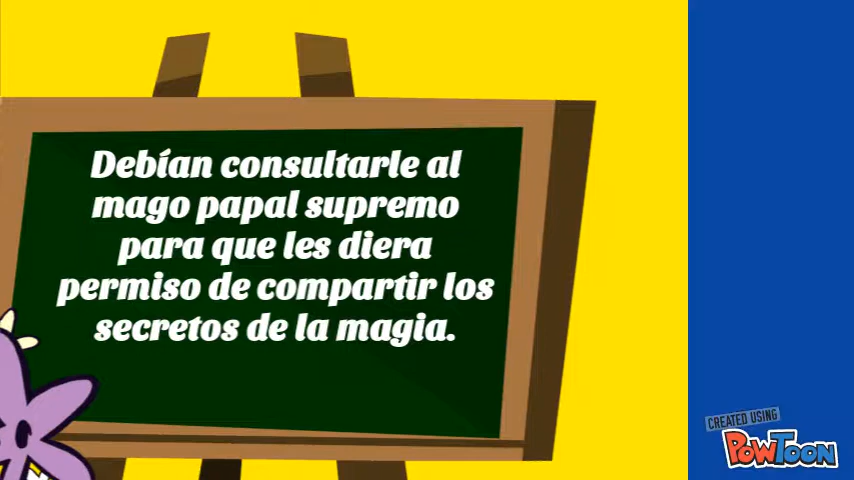 Debían consultarle al
mago papal supremo
para que les diera
permiso de compartir los
secretos de la magia.
CREATED USING
POWTOON